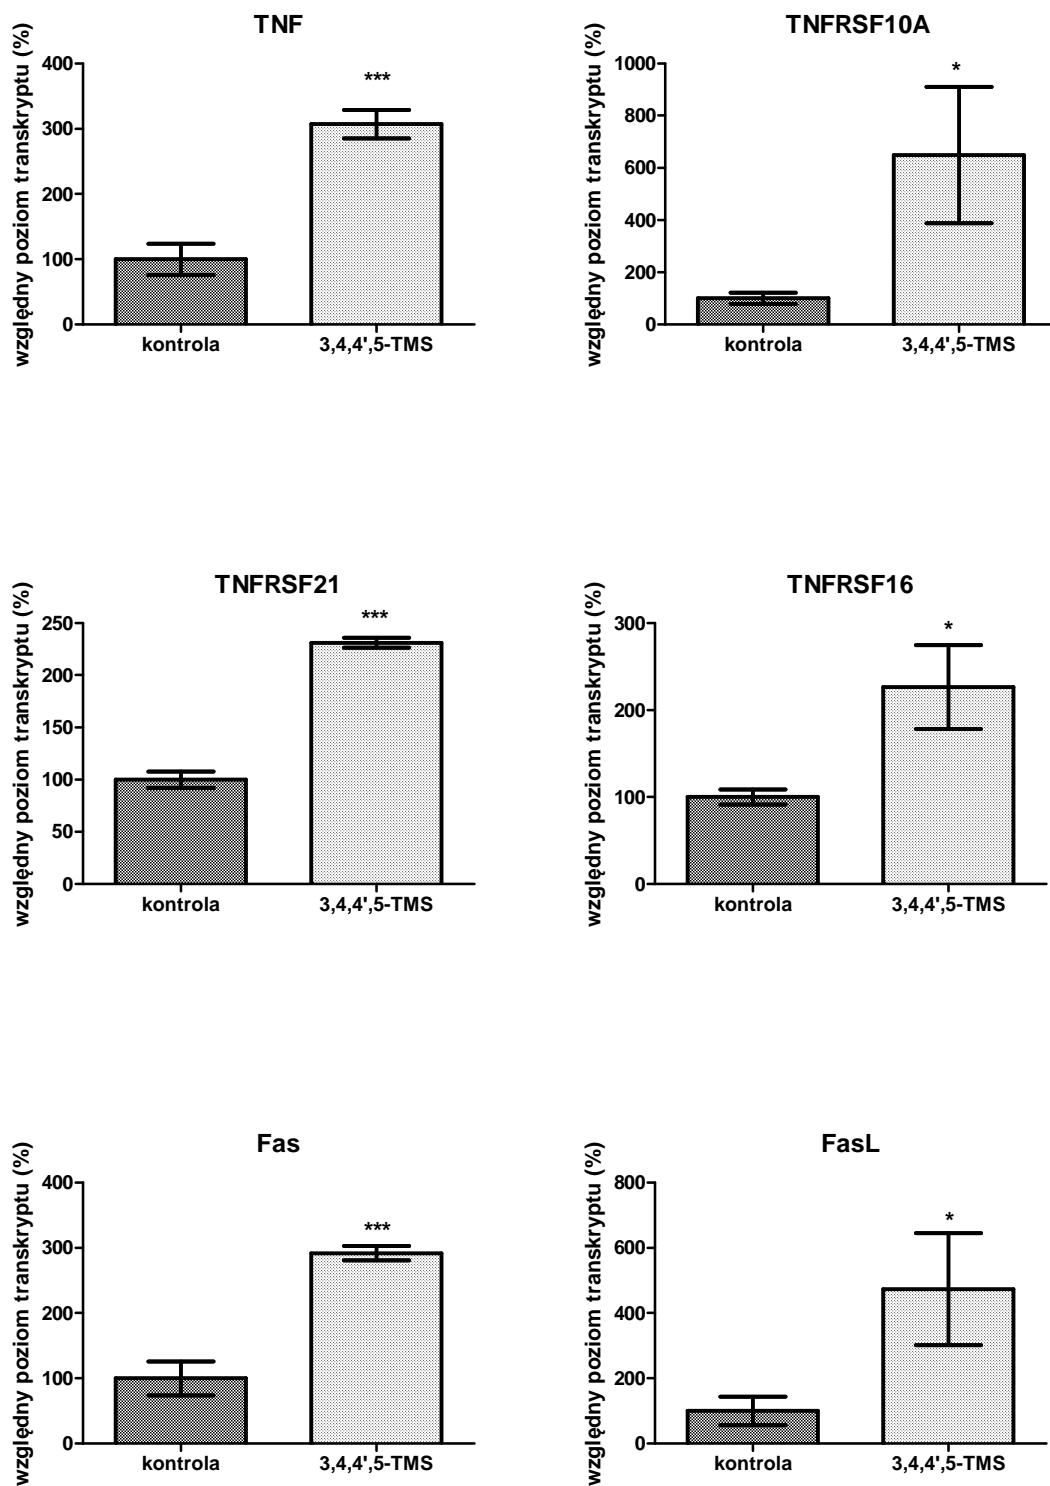 TNF
względny poziom transkryptu (%)
400
300
200
100
0
***
kontrola
3,4,4',5-TMS
TNFRSF10A
względny poziom transkryptu (%)
1000
800
600
400
200
0
*
kontrola
3,4,4',5-TMS
TNFRSF21
względny poziom transkryptu (%)
250
200
150
100
50
0
***
kontrola
3,4,4',5-TMS
TNFRSF16
względny poziom transkryptu (%)
300
200
100
0
*
kontrola
3,4,4',5-TMS
Fas
względny poziom transkryptu (%)
400
300
200
100
0
***
kontrola
3,4,4',5-TMS
FasL
względny poziom transkryptu (%)
800
600
400
200
0
*
kontrola
3,4,4',5-TMS